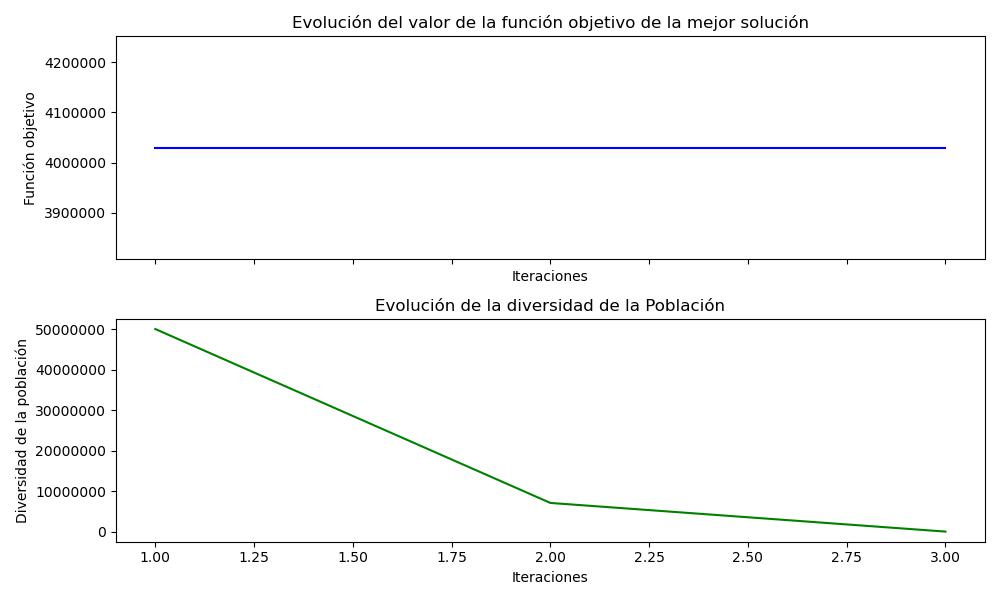 Evolución del valor de la función objetivo de la mejor solución
4200000
4100000
4000000
3900000
Función objetivo
Iteraciones
Evolución de la diversidad de la Población
50000000
40000000
30000000
20000000
10000000
0
Diversidad de la población
1.00 1.25 1.50 1.75 2.00 2.25 2.50 2.75 3.00
Iteraciones